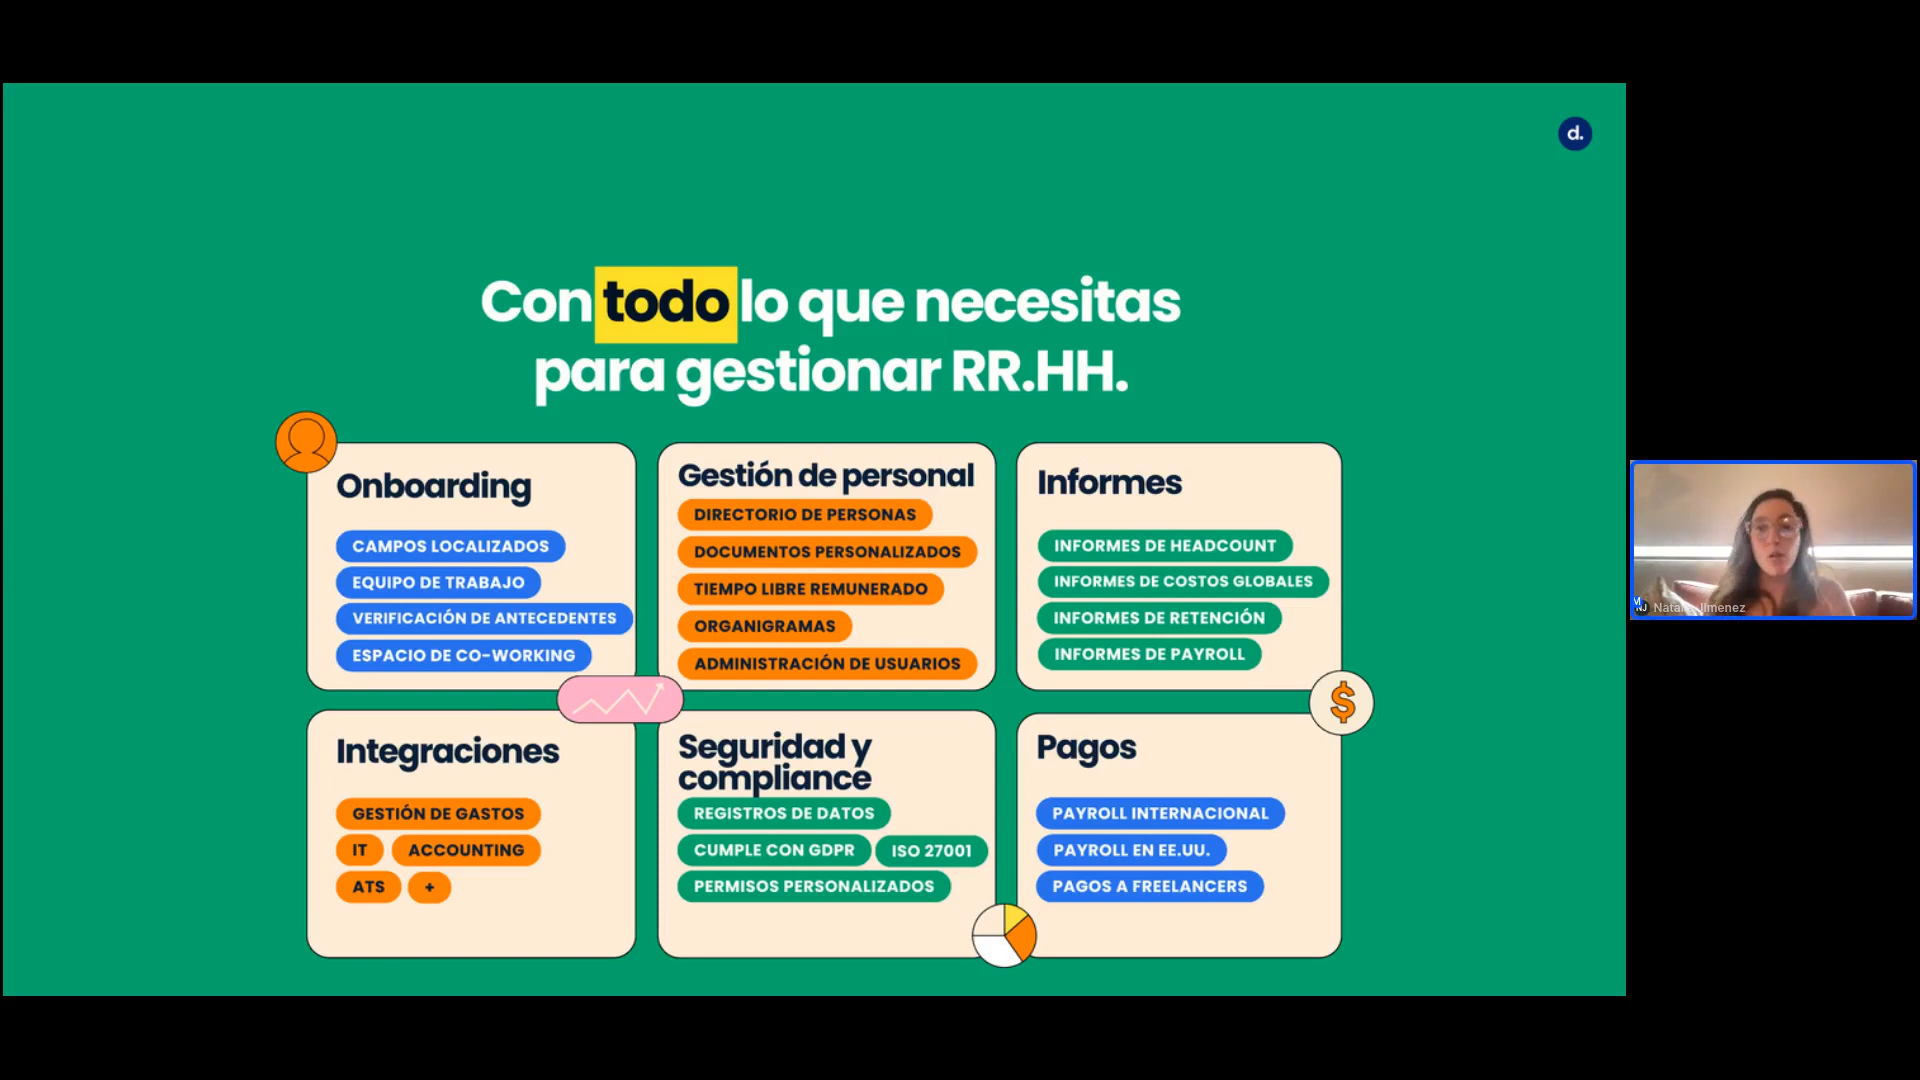 d.
Con todo lo que necesitas
para gestionar RR.HH.
Onboarding
CAMPOS LOCALIZADOS
EQUIPO DE TRABAJO
VERIFICACIÓN DE ANTECEDENTES
ESPACIO DE CO-WORKING
Gestión de personal
DIRECTORIO DE PERSONAS
DOCUMENTOS PERSONALIZADOS
TIEMPO LIBRE REMUNERADO
ORGANIGRAMAS
ADMINISTRACIÓN DE USUARIOS
Informes
INFORMES DE HEADCOUNT
INFORMES DE COSTOS GLOBALES
INFORMES DE RETENCIÓN
INFORMES DE PAYROLL
$
Integraciones
GESTIÓN DE GASTOS
IT ACCOUNTING
ATS +
Seguridad y
compliance
REGISTROS DE DATOS
CUMPLE CON GDPR ISO 27001
PERMISOS PERSONALIZADOS
Pagos
PAYROLL INTERNACIONAL
PAYROLL EN EE.UU.
PAGOS A FREELANCERS
NJ Natalia Jimenez